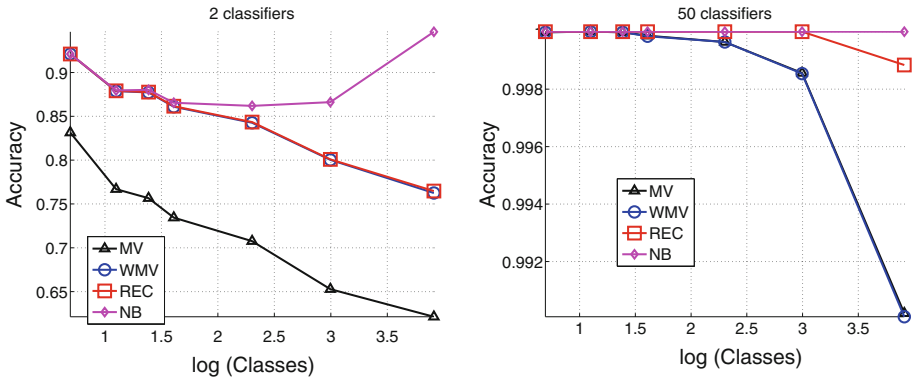 2 classifiers
Accuracy
0.9
0.85
0.8
0.75
0.7
0.65
MV
WMV
REC
NB
1 1.5 2 2.5 3 3.5
log (Classes)
50 classifiers
Accuracy
0.998
0.996
0.994
0.992
MV
WMV
REC
NB
1 1.5 2 2.5 3 3.5
log (Classes)